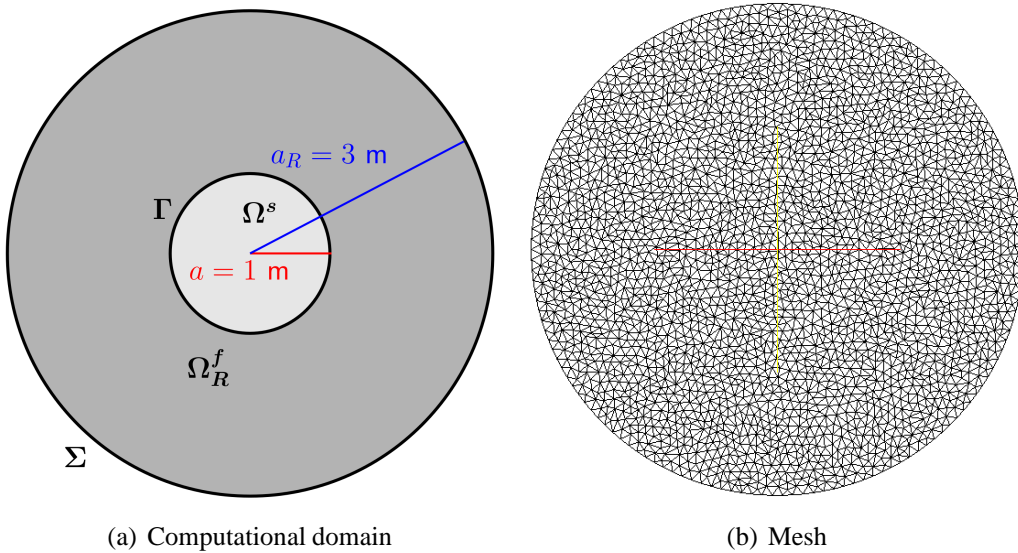 a_R = 3 m
Γ
Ω^s
a = 1 m
Ω_R^f
Σ
(a) Computational domain
(b) Mesh